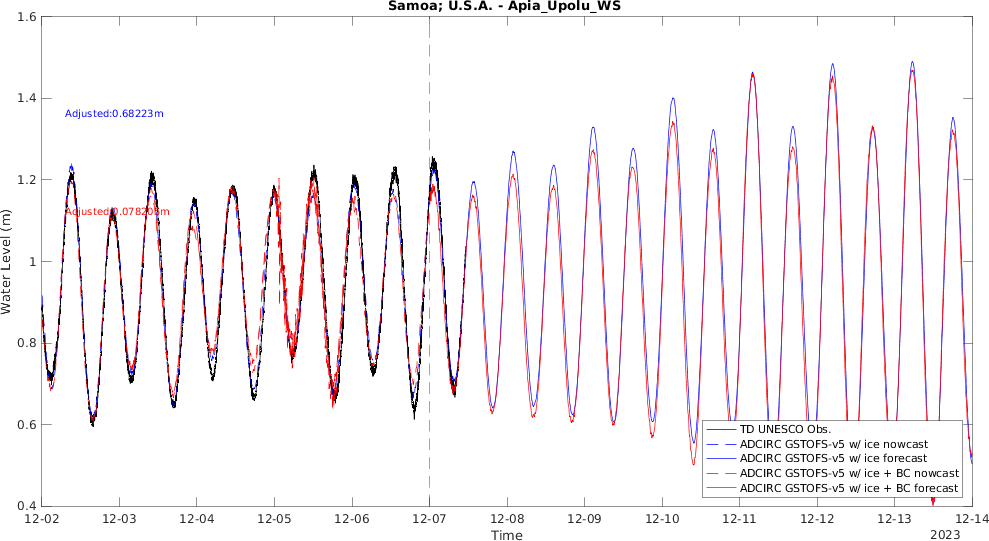 Samoa; U.S.A. - Apia_Upolu_WS
Water Level (m)
1.6
1.4
1.2
1
0.8
0.6
0.4
Adjusted:0.68223m
Adjusted:0.078205m
TD UNESCO Obs.
ADCIRC GSTOFS-v5 w/ ice nowcast
ADCIRC GSTOFS-v5 w/ ice forecast
ADCIRC GSTOFS-v5 w/ ice + BC nowcast
ADCIRC GSTOFS-v5 w/ ice + BC forecast
12-02 12-03 12-04 12-05 12-06 12-07 12-08 12-09 12-10 12-11 12-12 12-13 12-14
Time
2023